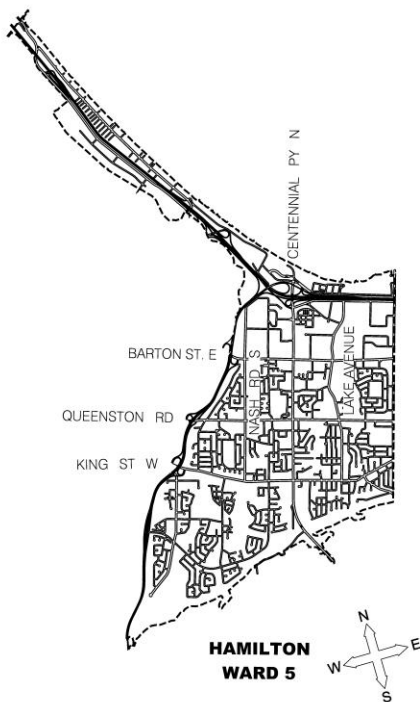 CENTENNIAL PY N
BARTON ST. E
NASH RD S
LAKE AVENUE
QUEENSTON RD
KING ST W
HAMILTON
WARD 5
N
E
W
S